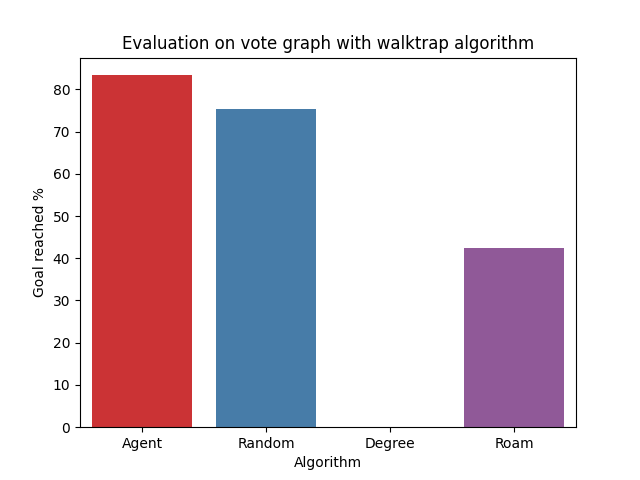 Evaluation on vote graph with walktrap algorithm
80
70
60
50
40
30
20
10
0
Goal reached %
Agent Random Degree Roam
Algorithm